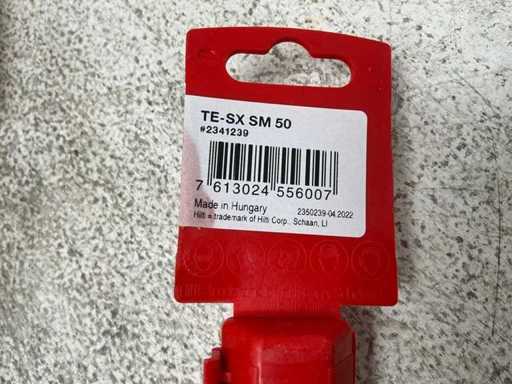 TE-SX SM 50
#2341239
7 613024 556007
Made in Hungary 2350239-04.2022
Hilti = trademark of Hilti Corp., Schaan, LI